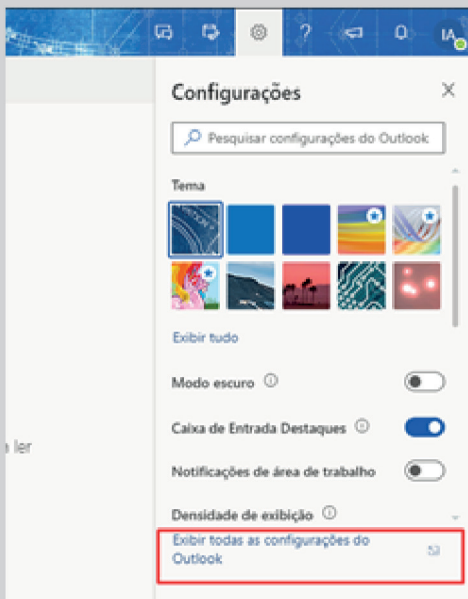 ?
IA
Configurações
Pesquisar configurações do Outlook
Tema
Exibir tudo
Modo escuro
Caixa de Entrada Destaques
ler
Notificações de área de trabalho
Densidade de exibição
Exibir todas as configurações do
Outlook